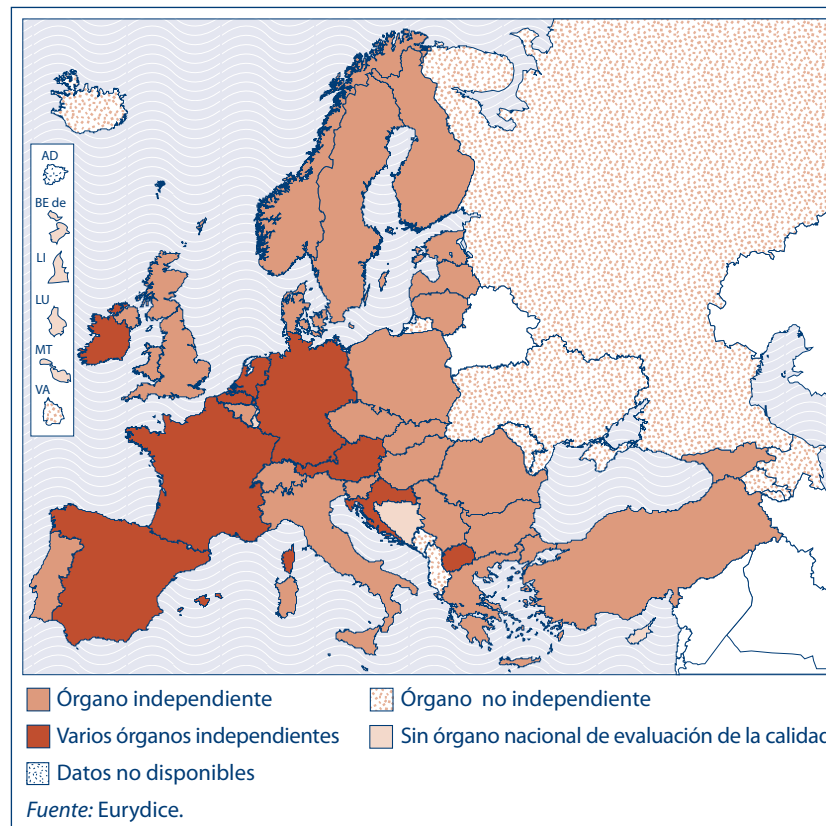 AD
BE de
LI
LU
MT
VA
Órgano independiente
Órgano no independiente
Varios órganos independientes
Sin órgano nacional de evaluación de la calidad
Datos no disponibles
Fuente: Eurydice.